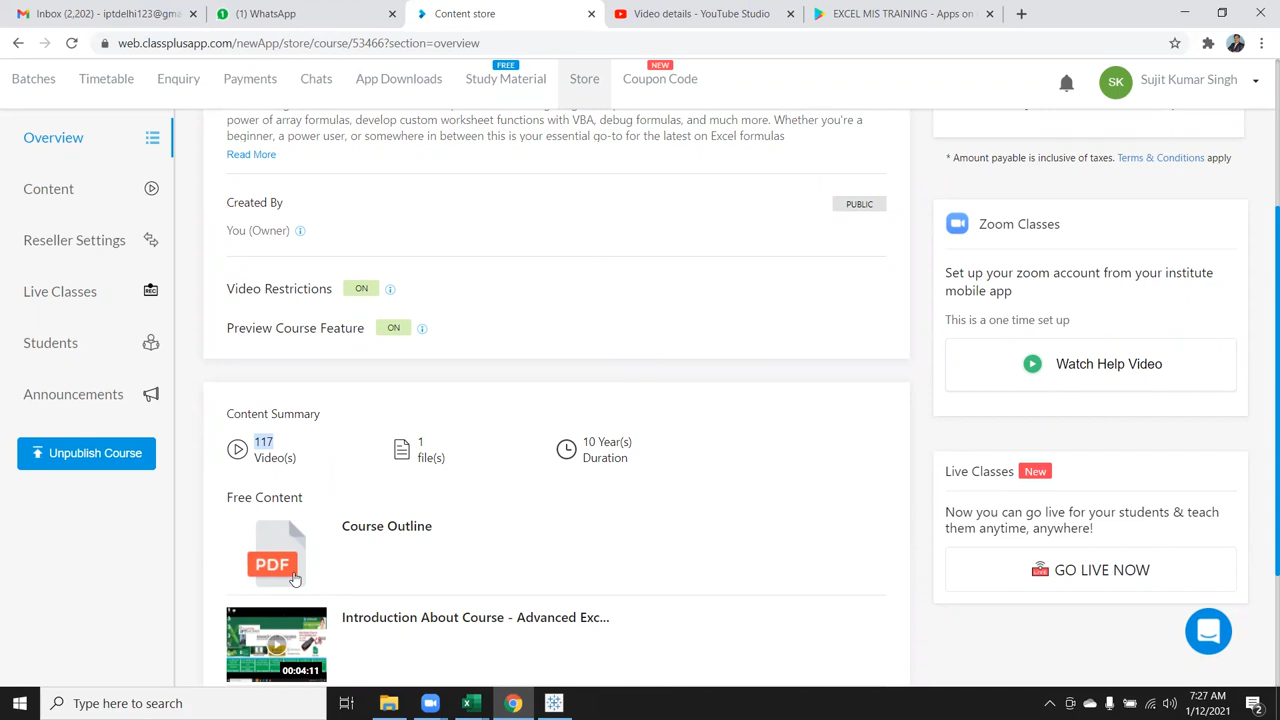 Inbox (2,202) - iptdelhi123@gma
(1) WhatsApp
Content store
Video details - YouTube Studio
EXCEL MIS TRAINING - Apps on
web.classplusapp.com/newApp/store/course/53466?section=overview
FREE
NEW
Batches
Timetable
Enquiry
Payments
Chats
App Downloads
Study Material
Store
Coupon Code
SK
Sujit Kumar Singh
Overview
Content
Reseller Settings
Live Classes
REC
Students
Announcements
Unpublish Course
power of array formulas, develop custom worksheet functions with VBA, debug formulas, and much more. Whether you're a
beginner, a power user, or somewhere in between this is your essential go-to for the latest on Excel formulas
Read More
Created By
PUBLIC
You (Owner)
Video Restrictions
ON
Preview Course Feature
ON
Content Summary
117
Video(s)
1
file(s)
10 Year(s)
Duration
Free Content
PDF
Course Outline
Introduction About Course - Advanced Exc...
00:04:11
* Amount payable is inclusive of taxes. Terms & Conditions apply
Zoom Classes
Set up your zoom account from your institute
mobile app
This is a one time set up
Watch Help Video
Live Classes New
Now you can go live for your students & teach
them anytime, anywhere!
GO LIVE NOW
Type here to search
7:27 AM
1/12/2021
2